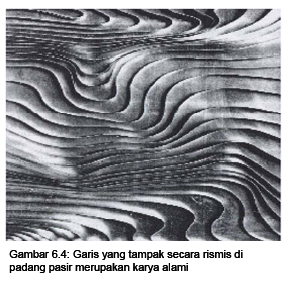 Gambar 6.4: Garis yang tampak secara rismis di
padang pasir merupakan karya alami